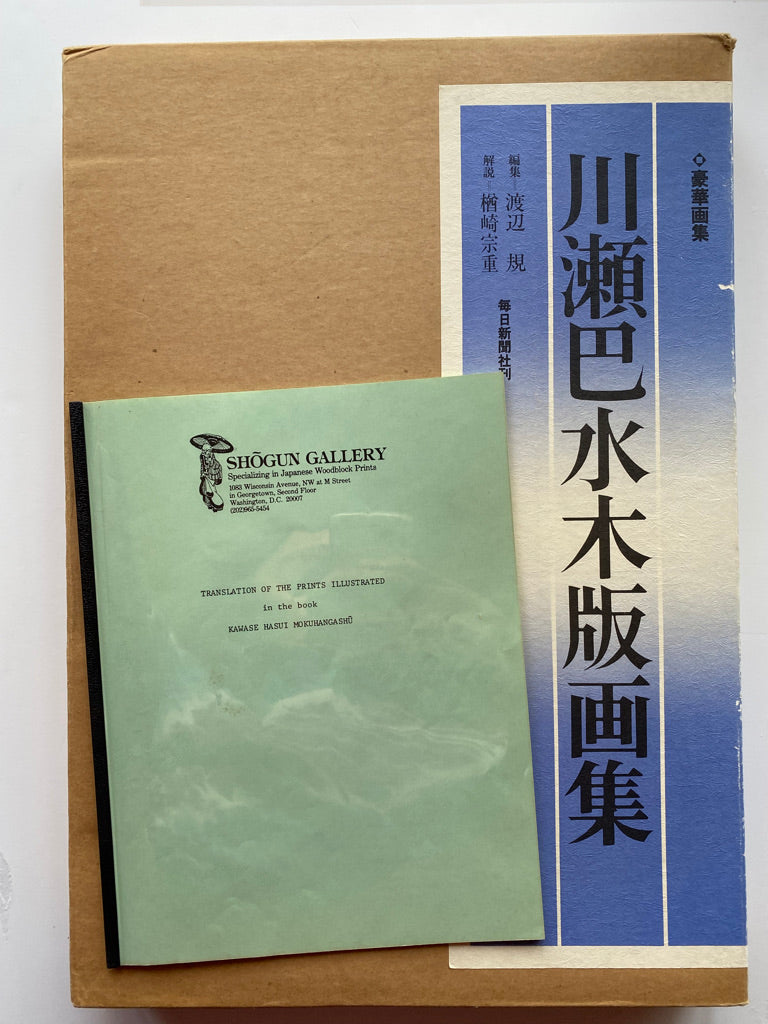 豪華画集
川瀬巴水木版画集
編集＝渡辺 規
解説＝楢崎宗重
毎日新聞社刊
SHŌGUN GALLERY
Specializing in Japanese Woodblock Prints
1083 Wisconsin Avenue, NW at M Street
in Georgetown, Second Floor
Washington, D.C. 20007
(202)965-5454
TRANSLATION OF THE PRINTS ILLUSTRATED
in the book
KAWASE HASUI MOKUHANGASHŪ